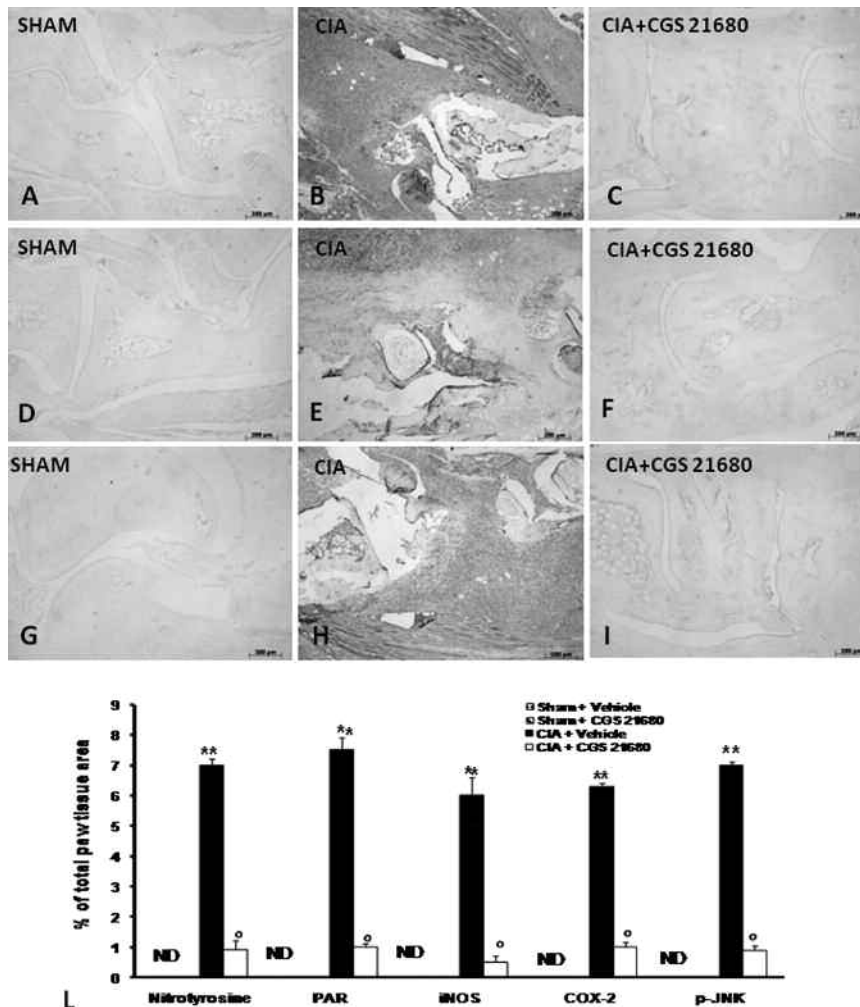 SHAM CIA CIA+CGS 21680
A B C
SHAM CIA CIA+CGS 21680
D E F
SHAM CIA CIA+CGS 21680
G H I
9
8
7
6
5
4
3
2
1
0
% of total paw tissue area
Sham + Vehicle
Sham + CGS 21680
CIA + Vehicle
CIA + CGS 21680
** ** ** ** **
ND ND ND ND ND
Nitrotyrosine PAR iNOS COX-2 p-JNK
L